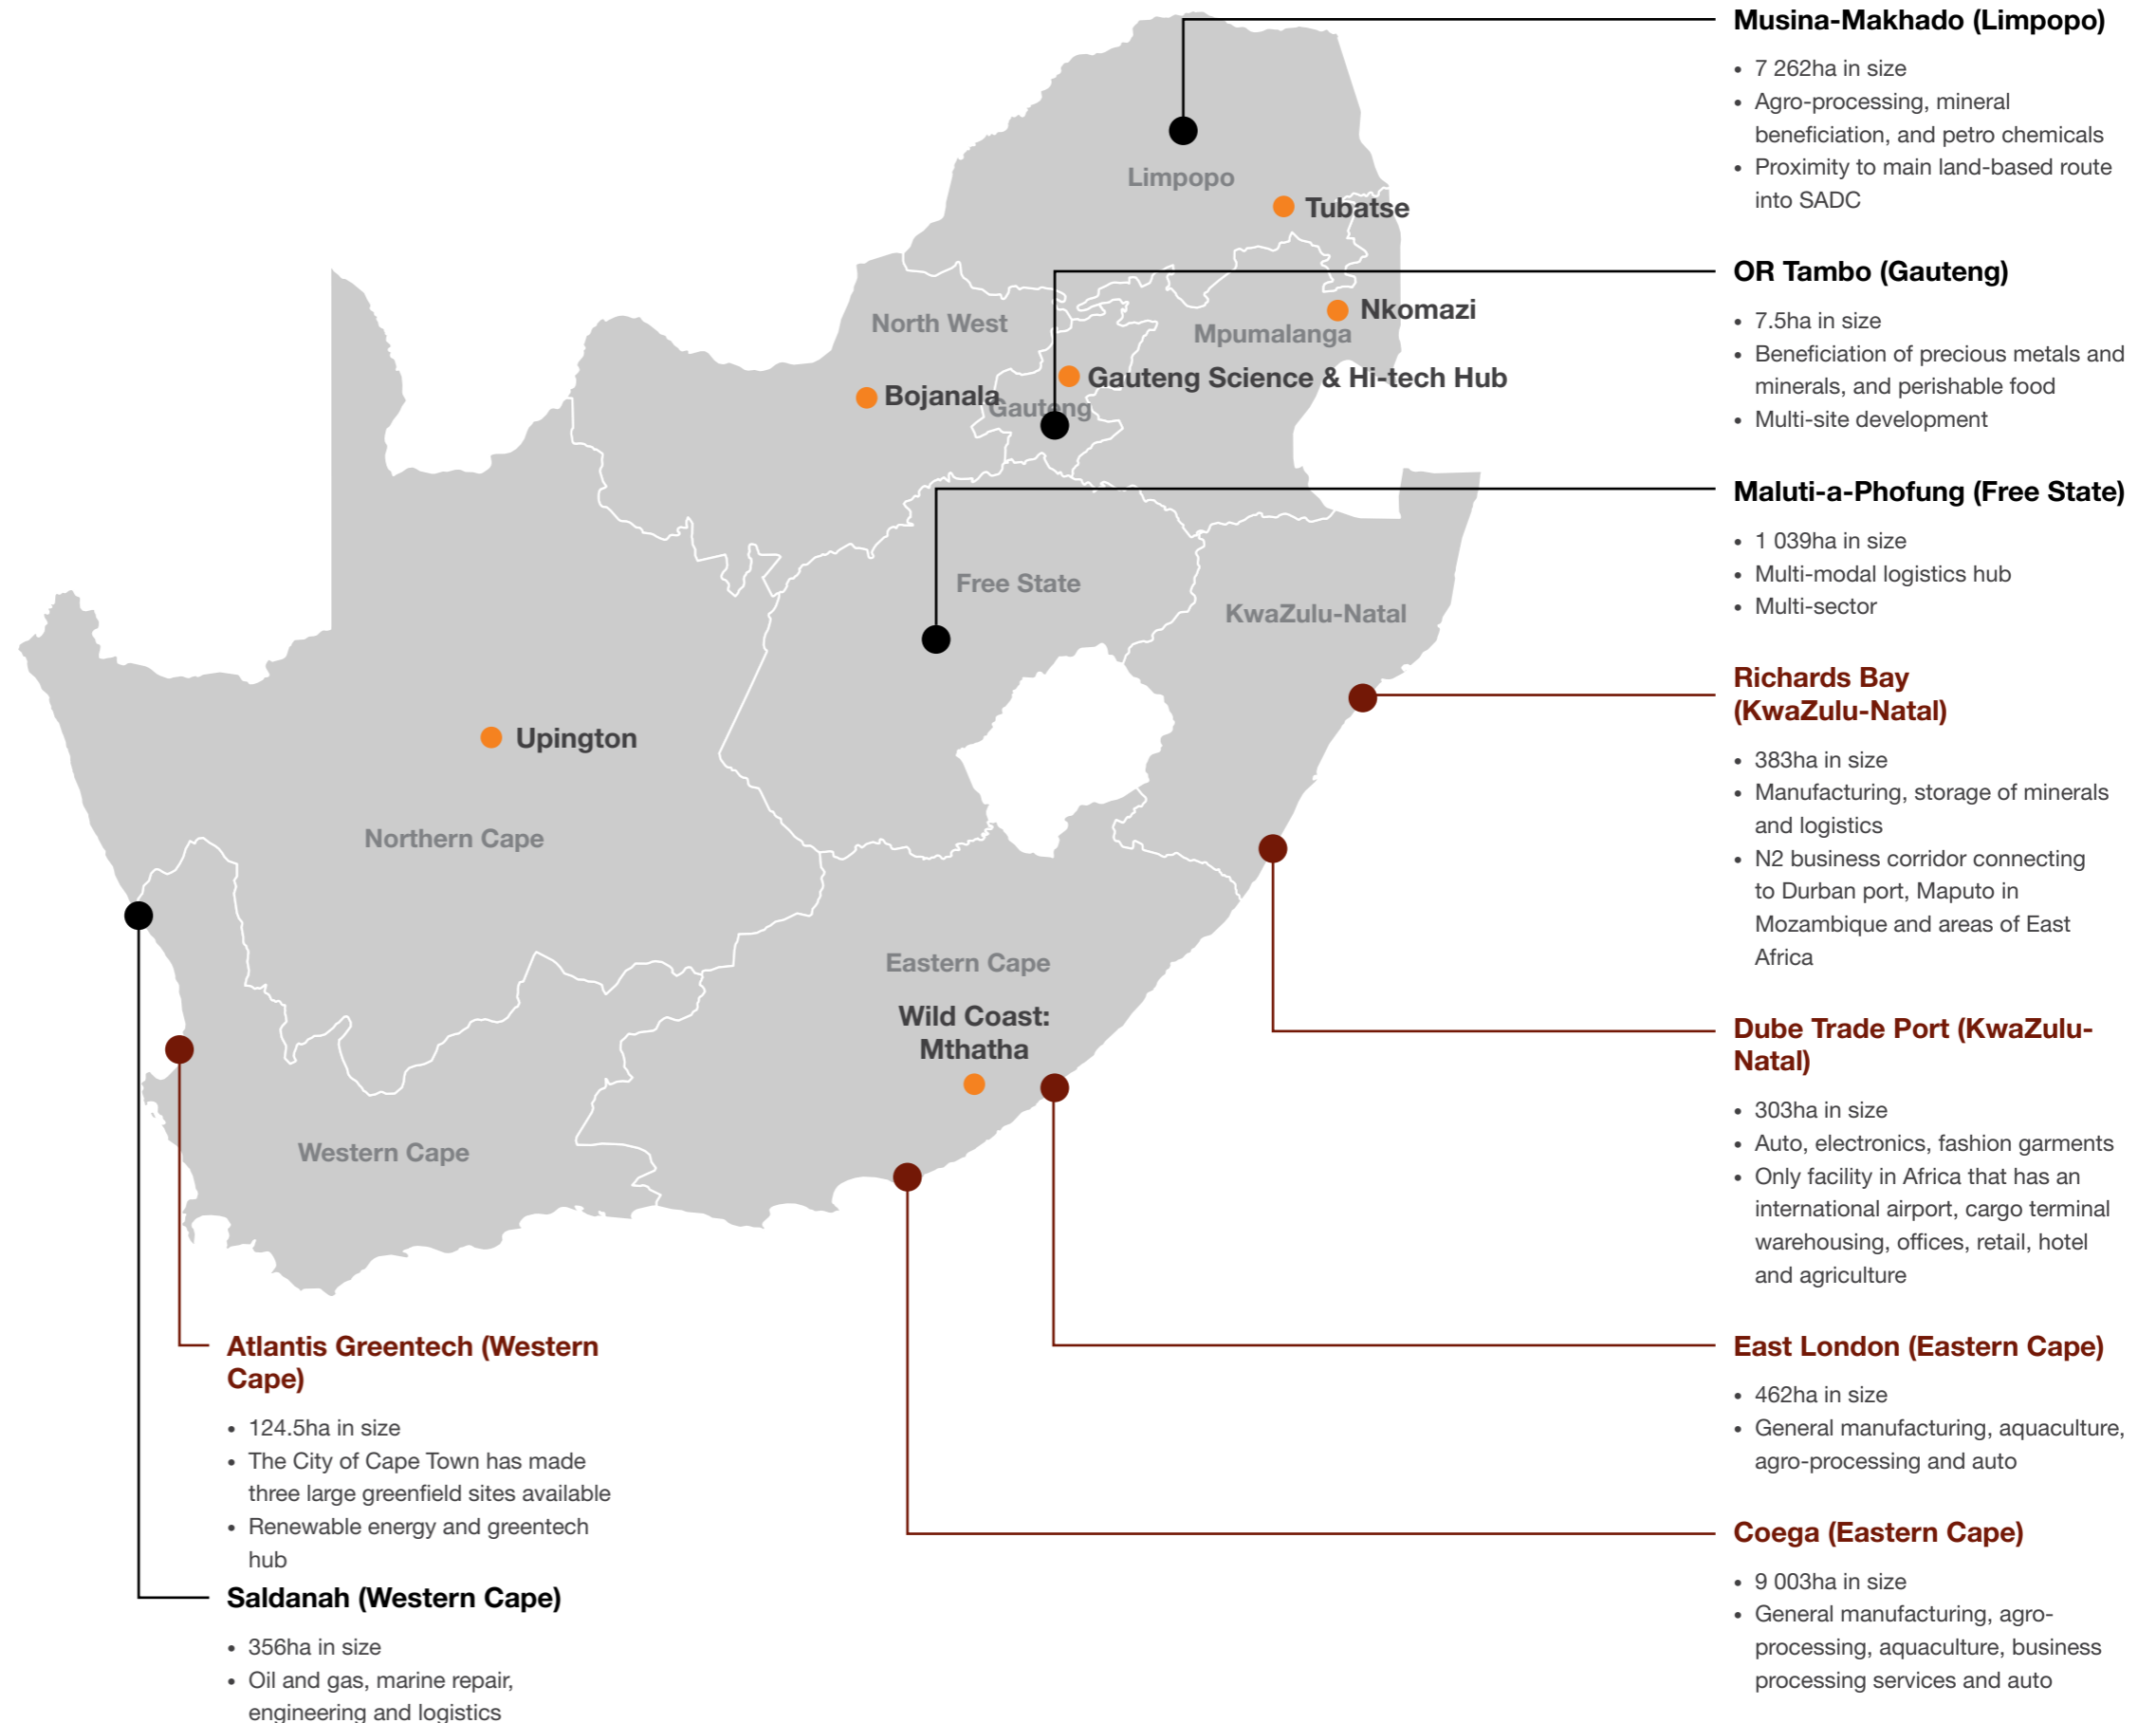 Musina-Makhado (Limpopo)
• 7 262ha in size
• Agro-processing, mineral
beneficiation, and petro chemicals
• Proximity to main land-based route
into SADC
OR Tambo (Gauteng)
• 7.5ha in size
• Beneficiation of precious metals and
minerals, and perishable food
• Multi-site development
Maluti-a-Phofung (Free State)
• 1 039ha in size
• Multi-modal logistics hub
• Multi-sector
Richards Bay
(KwaZulu-Natal)
• 383ha in size
• Manufacturing, storage of minerals
and logistics
• N2 business corridor connecting
to Durban port, Maputo in
Mozambique and areas of East
Africa
Dube Trade Port (KwaZulu-
Natal)
• 303ha in size
• Auto, electronics, fashion garments
• Only facility in Africa that has an
international airport, cargo terminal
warehousing, offices, retail, hotel
and agriculture
East London (Eastern Cape)
• 462ha in size
• General manufacturing, aquaculture,
agro-processing and auto
Coega (Eastern Cape)
• 9 003ha in size
• General manufacturing, agro-
processing, aquaculture, business
processing services and auto
Limpopo
Tubatse
North West
Nkomazi
Mpumalanga
Gauteng Science & Hi-tech Hub
Bojanala
Gauteng
Free State
KwaZulu-Natal
Upington
Northern Cape
Eastern Cape
Wild Coast:
Mthatha
Western Cape
Atlantis Greentech (Western
Cape)
• 124.5ha in size
• The City of Cape Town has made
three large greenfield sites available
• Renewable energy and greentech
hub
Saldanah (Western Cape)
• 356ha in size
• Oil and gas, marine repair,
engineering and logistics